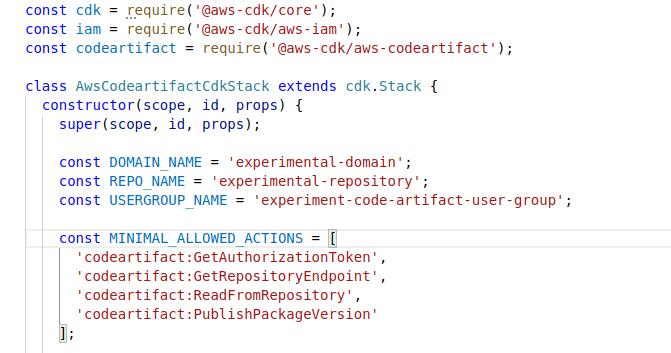 const cdk = require('@aws-cdk/core');
const iam = require('@aws-cdk/aws-iam');
const codeartifact = require('@aws-cdk/aws-codeartifact');

class AwsCodeartifactCdkStack extends cdk.Stack {
  constructor(scope, id, props) {
    super(scope, id, props);

    const DOMAIN_NAME = 'experimental-domain';
    const REPO_NAME = 'experimental-repository';
    const USERGROUP_NAME = 'experiment-code-artifact-user-group';

    const MINIMAL_ALLOWED_ACTIONS = [
      'codeartifact:GetAuthorizationToken',
      'codeartifact:GetRepositoryEndpoint',
      'codeartifact:ReadFromRepository',
      'codeartifact:PublishPackageVersion'
    ];